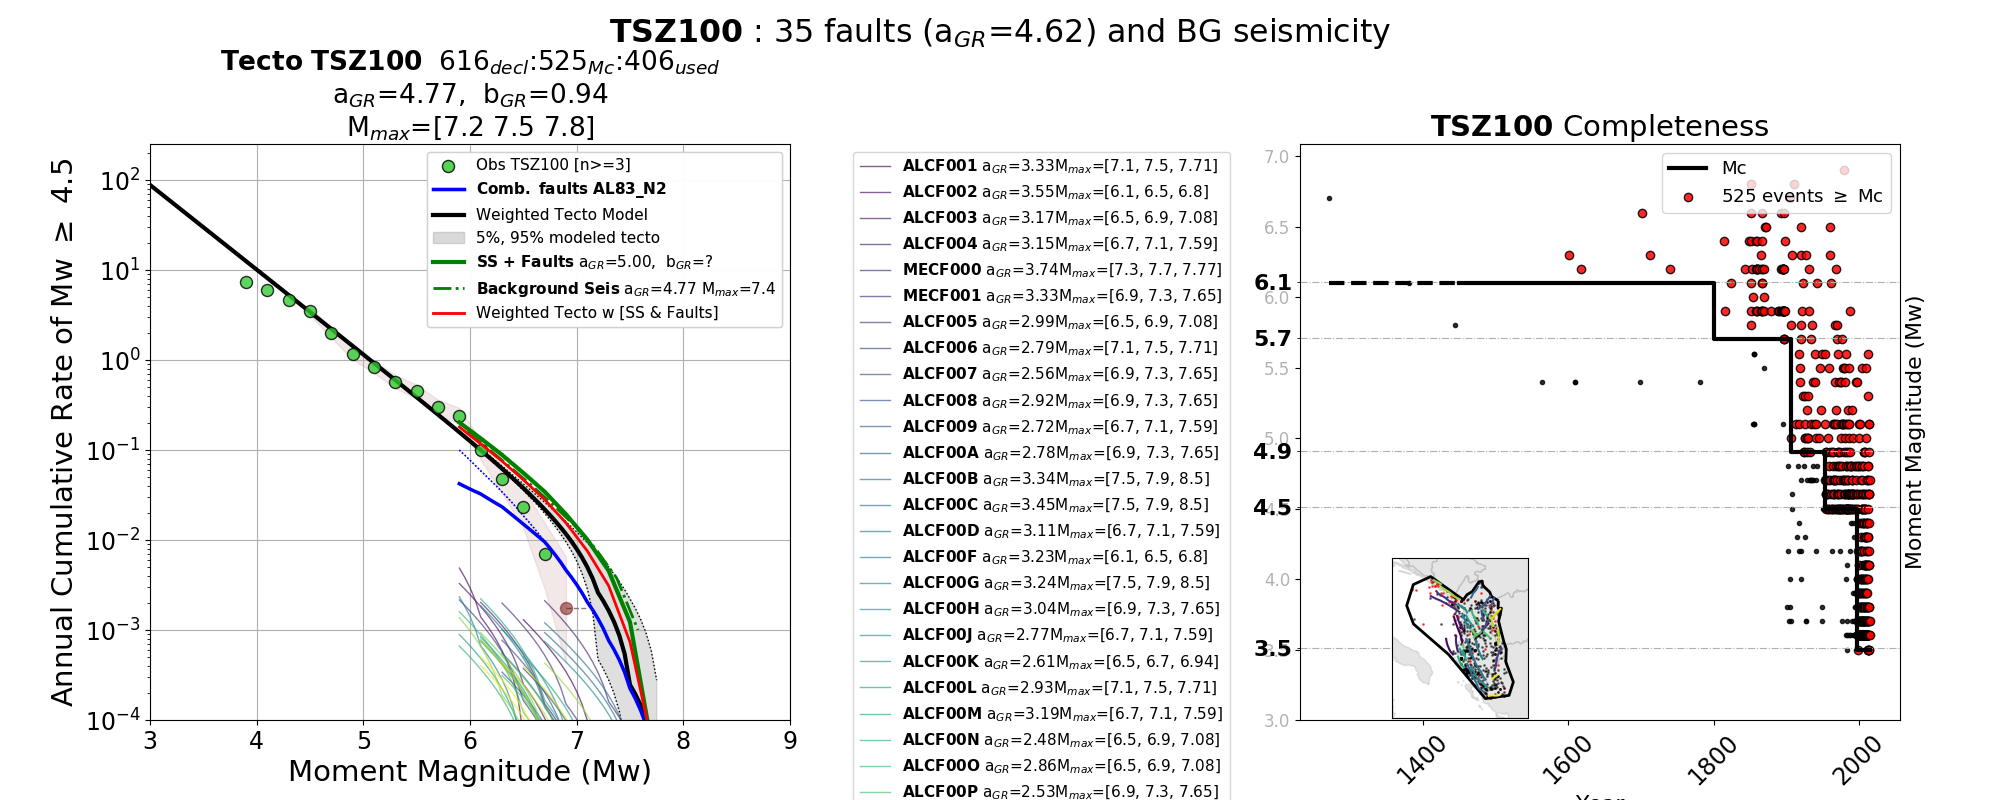 TSZ100 : 35 faults (aGR=4.62) and BG seismicity
Tecto TSZ100 616decl:525Mc:406used
aGR=4.77, bGR=0.94
Mmax=[7.2 7.5 7.8]
Annual Cumulative Rate of Mw ≥ 4.5
10²
10¹
10⁰
10⁻¹
10⁻²
10⁻³
10⁻⁴
3 4 5 6 7 8 9
Moment Magnitude (Mw)
Obs TSZ100 [n>=3]
Comb. faults AL83_N2
Weighted Tecto Model
5%, 95% modeled tecto
SS + Faults aGR=5.00, bGR=?
Background Seis aGR=4.77 Mmax=7.4
Weighted Tecto w [SS & Faults]
ALCF001 aGR=3.33Mmax=[7.1, 7.5, 7.71]
ALCF002 aGR=3.55Mmax=[6.1, 6.5, 6.8]
ALCF003 aGR=3.17Mmax=[6.5, 6.9, 7.08]
ALCF004 aGR=3.15Mmax=[6.7, 7.1, 7.59]
MECF000 aGR=3.74Mmax=[7.3, 7.7, 7.77]
MECF001 aGR=3.33Mmax=[6.9, 7.3, 7.65]
ALCF005 aGR=2.99Mmax=[6.5, 6.9, 7.08]
ALCF006 aGR=2.79Mmax=[7.1, 7.5, 7.71]
ALCF007 aGR=2.56Mmax=[6.9, 7.3, 7.65]
ALCF008 aGR=2.92Mmax=[6.9, 7.3, 7.65]
ALCF009 aGR=2.72Mmax=[6.7, 7.1, 7.59]
ALCF00A aGR=2.78Mmax=[6.9, 7.3, 7.65]
ALCF00B aGR=3.34Mmax=[7.5, 7.9, 8.5]
ALCF00C aGR=3.45Mmax=[7.5, 7.9, 8.5]
ALCF00D aGR=3.11Mmax=[6.7, 7.1, 7.59]
ALCF00F aGR=3.23Mmax=[6.1, 6.5, 6.8]
ALCF00G aGR=3.24Mmax=[7.5, 7.9, 8.5]
ALCF00H aGR=3.04Mmax=[6.9, 7.3, 7.65]
ALCF00J aGR=2.77Mmax=[6.7, 7.1, 7.59]
ALCF00K aGR=2.61Mmax=[6.5, 6.7, 6.94]
ALCF00L aGR=2.93Mmax=[7.1, 7.5, 7.71]
ALCF00M aGR=3.19Mmax=[6.7, 7.1, 7.59]
ALCF00N aGR=2.48Mmax=[6.5, 6.9, 7.08]
ALCF00O aGR=2.86Mmax=[6.5, 6.9, 7.08]
ALCF00P aGR=2.53Mmax=[6.9, 7.3, 7.65]
TSZ100 Completeness
Mc
525 events ≥ Mc
7.0
6.5
6.1
6.0
5.7
5.5
5.0
4.9
4.5
4.0
3.5
3.0
1400 1600 1800 2000
Moment Magnitude (Mw)